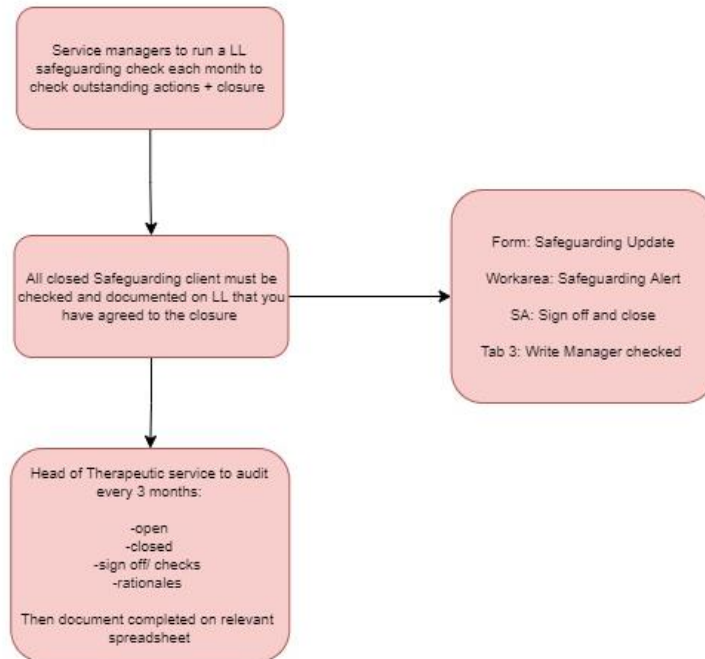 Service managers to run a LL
safeguarding check each month to
check outstanding actions + closure
All closed Safeguarding client must be
checked and documented on LL that you
have agreed to the closure
Form: Safeguarding Update
Workarea: Safeguarding Alert
SA: Sign off and close
Tab 3: Write Manager checked
Head of Therapeutic service to audit
every 3 months:
-open
-closed
-sign off/ checks
-rationales
Then document completed on relevant
spreadsheet